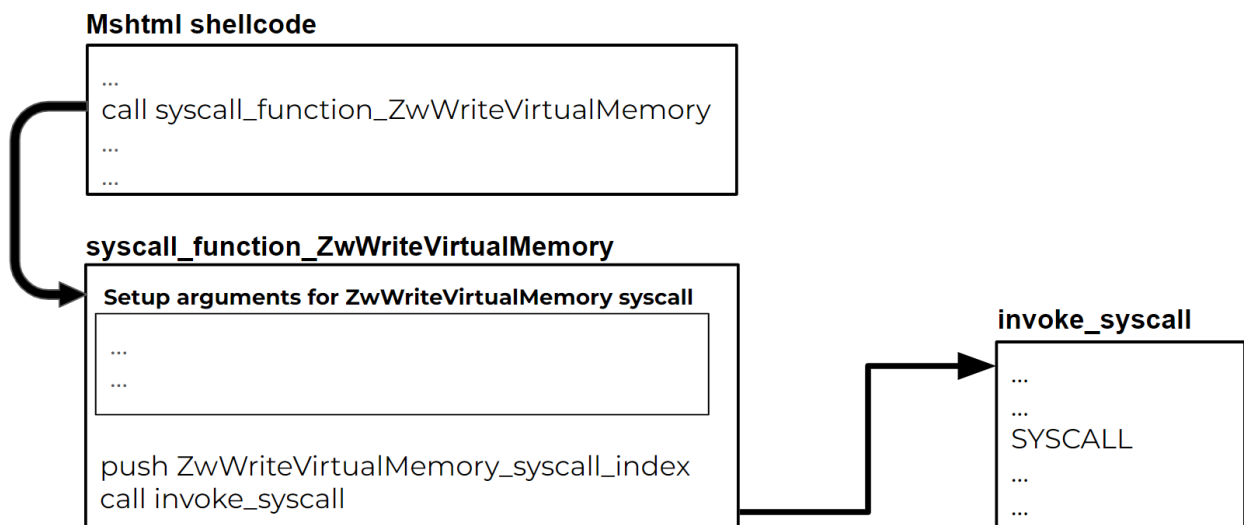 Mshtml shellcode
...
call syscall_function_ZwWriteVirtualMemory
...
...
syscall_function_ZwWriteVirtualMemory
Setup arguments for ZwWriteVirtualMemory syscall
...
...
push ZwWriteVirtualMemory_syscall_index
call invoke_syscall
invoke_syscall
...
...
SYSCALL
...
...